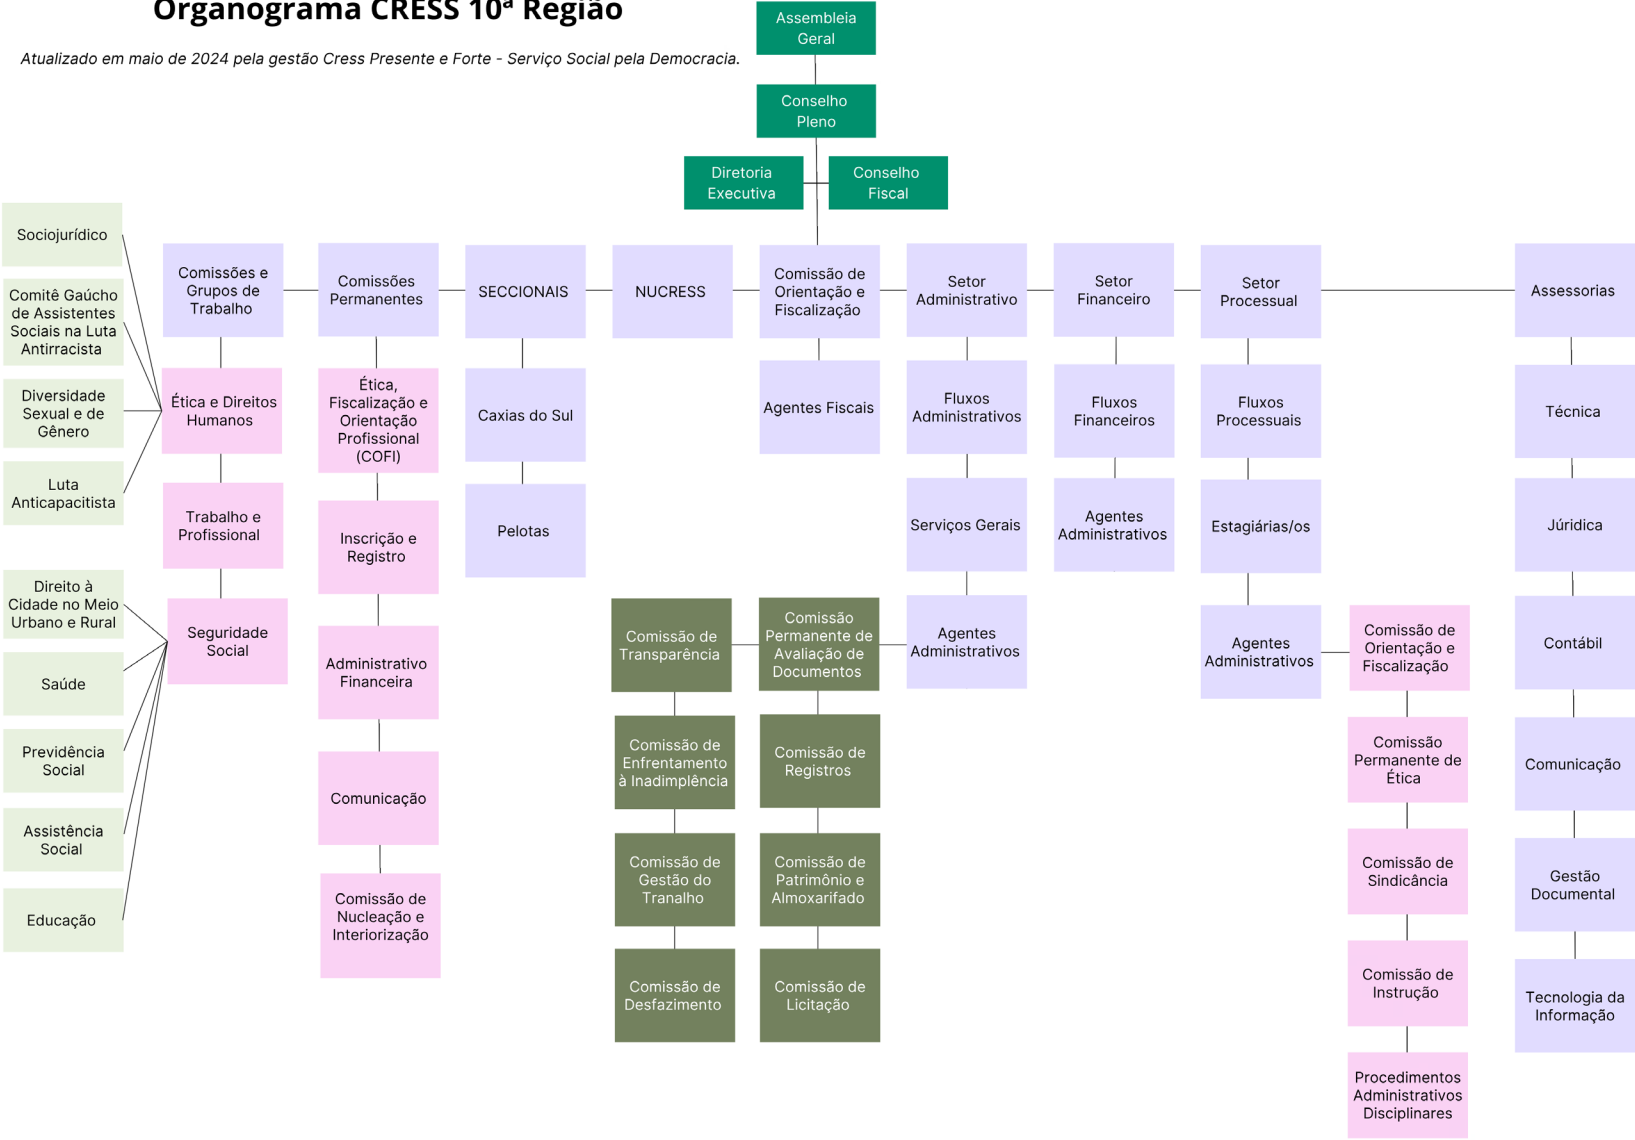 Organograma CRESS 10ª Região
Atualizado em maio de 2024 pela gestão Cress Presente e Forte - Serviço Social pela Democracia.
Assembleia
Geral
Conselho
Pleno
Diretoria
Executiva
Conselho
Fiscal
Sociojurídico
Comitê Gaúcho
de Assistentes
Sociais na Luta
Antirracista
Diversidade
Sexual e de
Gênero
Luta
Anticapacitista
Direito à
Cidade no Meio
Urbano e Rural
Saúde
Previdência
Social
Assistência
Social
Educação
Comissões e
Grupos de
Trabalho
Ética e Direitos
Humanos
Trabalho e
Profissional
Seguridade
Social
Comissões
Permanentes
Ética,
Fiscalização e
Orientação
Profissional
(COFI)
Inscrição e
Registro
Administrativo
Financeira
Comunicação
Comissão de
Nucleação e
Interiorização
SECCIONAIS
Caxias do Sul
Pelotas
NUCRESS
Comissão de
Orientação e
Fiscalização
Agentes Fiscais
Setor
Administrativo
Fluxos
Administrativos
Serviços Gerais
Agentes
Administrativos
Comissão de
Transparência
Comissão de
Enfrentamento
à Inadimplência
Comissão de
Gestão do
Tranalho
Comissão de
Desfazimento
Comissão
Permanente de
Avaliação de
Documentos
Comissão de
Registros
Comissão de
Patrimônio e
Almoxarifado
Comissão de
Licitação
Setor
Financeiro
Fluxos
Financeiros
Agentes
Administrativos
Setor
Processual
Fluxos
Processuais
Estagiárias/os
Agentes
Administrativos
Comissão de
Orientação e
Fiscalização
Comissão
Permanente de
Ética
Comissão de
Sindicância
Comissão de
Instrução
Procedimentos
Administrativos
Disciplinares
Assessorias
Técnica
Júridica
Contábil
Comunicação
Gestão
Documental
Tecnologia da
Informação